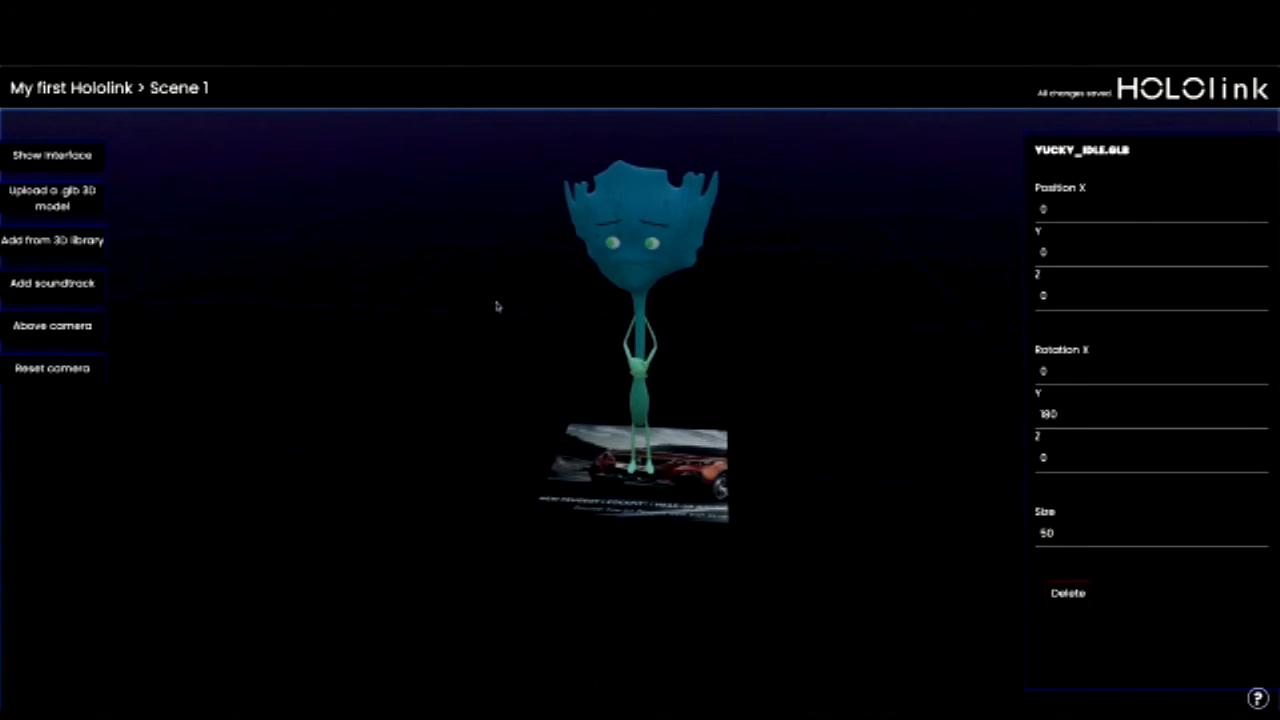 My first Hololink > Scene 1
All changes saved
HOLOlink
Show interface
Upload a .glb 3D
model
Add from 3D library
Add soundtrack
Above camera
Reset camera
YUCKY_IDLE.GLB
Position X
0
Y
0
Z
0
Rotation X
0
Y
180
Z
0
Size
50
Delete
?